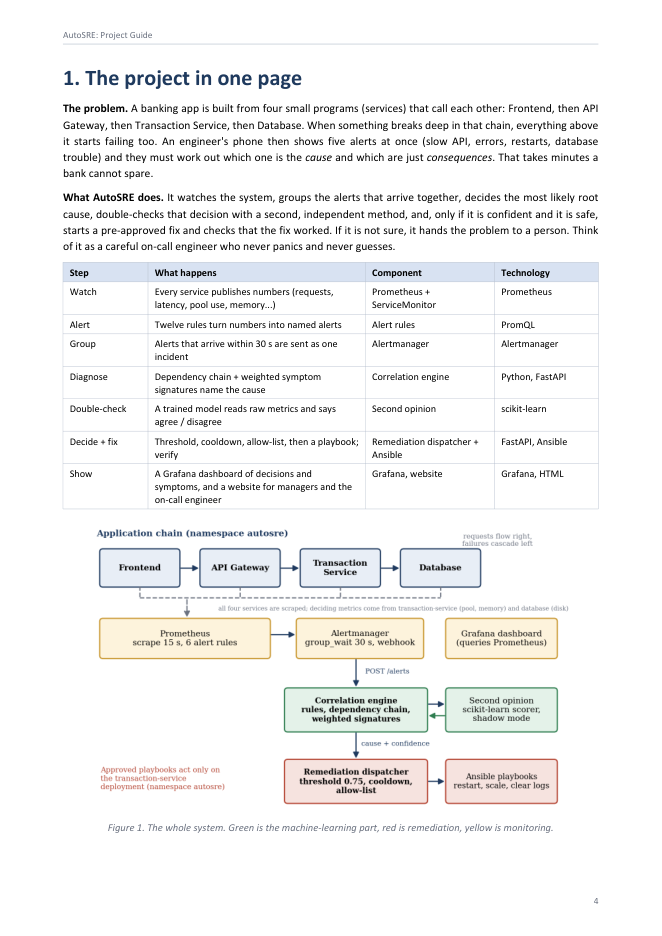 AutoSRE: Project Guide
1. The project in one page
The problem. A banking app is built from four small programs (services) that call each other: Frontend, then API
Gateway, then Transaction Service, then Database. When something breaks deep in that chain, everything above
it starts failing too. An engineer's phone then shows five alerts at once (slow API, errors, restarts, database
trouble) and they must work out which one is the cause and which are just consequences. That takes minutes a
bank cannot spare.
What AutoSRE does. It watches the system, groups the alerts that arrive together, decides the most likely root
cause, double-checks that decision with a second, independent method, and, only if it is confident and it is safe,
starts a pre-approved fix and checks that the fix worked. If it is not sure, it hands the problem to a person. Think
of it as a careful on-call engineer who never panics and never guesses.
Step What happens Component Technology
Watch Every service publishes numbers (requests, Prometheus + Prometheus
latency, pool use, memory...) ServiceMonitor
Alert Twelve rules turn numbers into named alerts Alert rules PromQL
Group Alerts that arrive within 30 s are sent as one Alertmanager Alertmanager
incident
Diagnose Dependency chain + weighted symptom Correlation engine Python, FastAPI
signatures name the cause
Double-check A trained model reads raw metrics and says Second opinion scikit-learn
agree / disagree
Decide + fix Threshold, cooldown, allow-list, then a playbook; Remediation dispatcher + FastAPI, Ansible
verify Ansible
Show A Grafana dashboard of decisions and Grafana, website Grafana, HTML
symptoms, and a website for managers and the
on-call engineer
Application chain (namespace autosre)
requests flow right,
failures cascade left
Frontend API Gateway Transaction Database
Service
all four services are scraped; deciding metrics come from transaction-service (pool, memory) and database (disk)
Prometheus Alertmanager Grafana dashboard
scrape 15 s, 6 alert rules group_wait 30 s, webhook (queries Prometheus)
POST /alerts
Correlation engine Second opinion
rules, dependency chain, scikit-learn scorer,
weighted signatures shadow mode
cause + confidence
Approved playbooks act only on
the transaction-service
deployment (namespace autosre)
Remediation dispatcher Ansible playbooks
threshold 0.75, cooldown, restart, scale, clear logs
allow-list
Figure 1. The whole system. Green is the machine-learning part, red is remediation, yellow is monitoring.
4